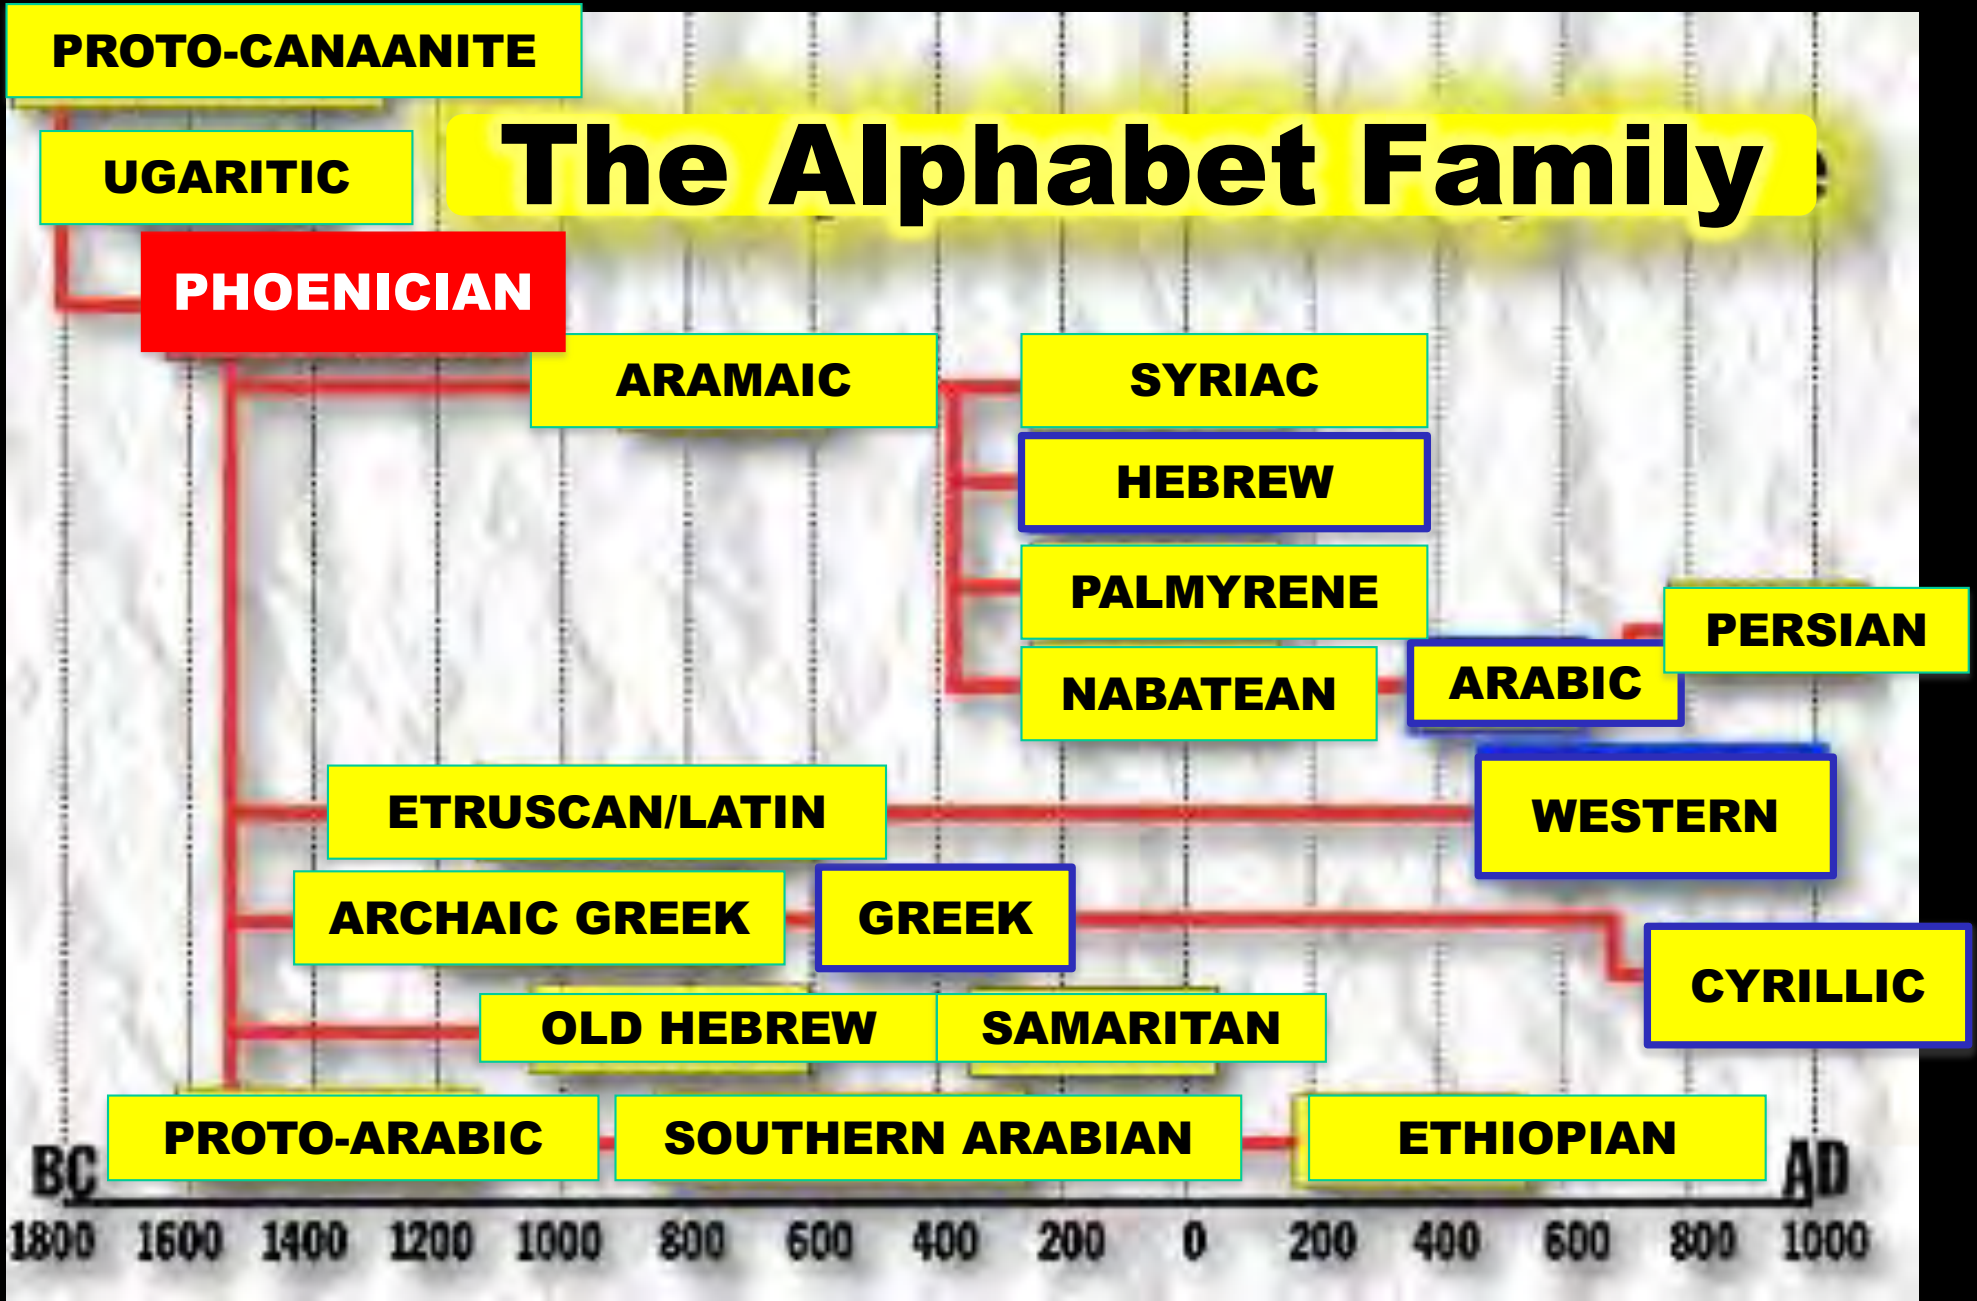 PROTO-CANAANITE
UGARITIC
The Alphabet Family
PHOENICIAN
ARAMAIC
SYRIAC
HEBREW
PALMYRENE
PERSIAN
NABATEAN
ARABIC
ETRUSCAN/LATIN
WESTERN
ARCHAIC GREEK
GREEK
CYRILLIC
OLD HEBREW
SAMARITAN
PROTO-ARABIC
SOUTHERN ARABIAN
ETHIOPIAN
BC
AD
1800 1600 1400 1200 1000 800 600 400 200 0 200 400 600 800 1000